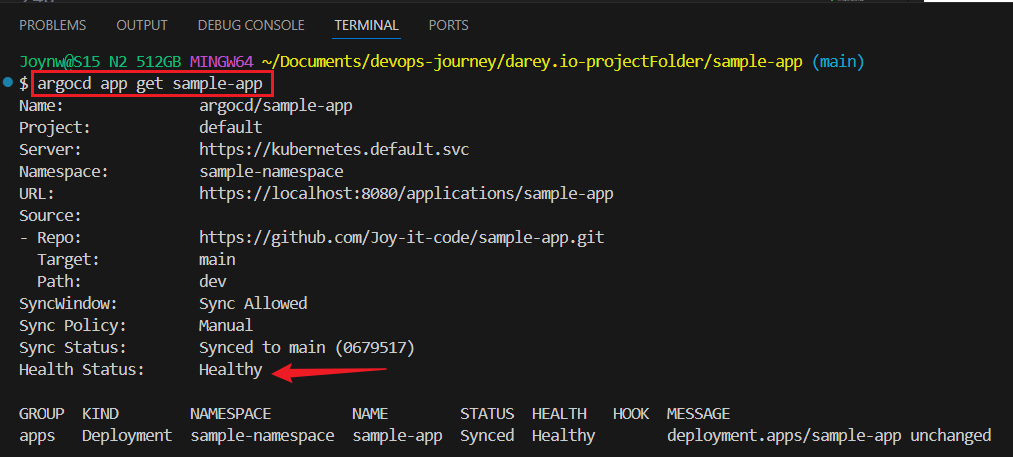 PROBLEMS OUTPUT DEBUG CONSOLE TERMINAL PORTS
Joynw@S15 N2 512GB MINGW64 ~/Documents/devops-journey/darey.io-projectFolder/sample-app (main)
$ argocd app get sample-app
Name: argocd/sample-app
Project: default
Server: https://kubernetes.default.svc
Namespace: sample-namespace
URL: https://localhost:8080/applications/sample-app
Source:
- Repo: https://github.com/Joy-it-code/sample-app.git
Target: main
Path: dev
SyncWindow: Sync Allowed
Sync Policy: Manual
Sync Status: Synced to main (0679517)
Health Status: Healthy
GROUP KIND NAMESPACE NAME STATUS HEALTH HOOK MESSAGE
apps Deployment sample-namespace sample-app Synced Healthy deployment.apps/sample-app unchanged